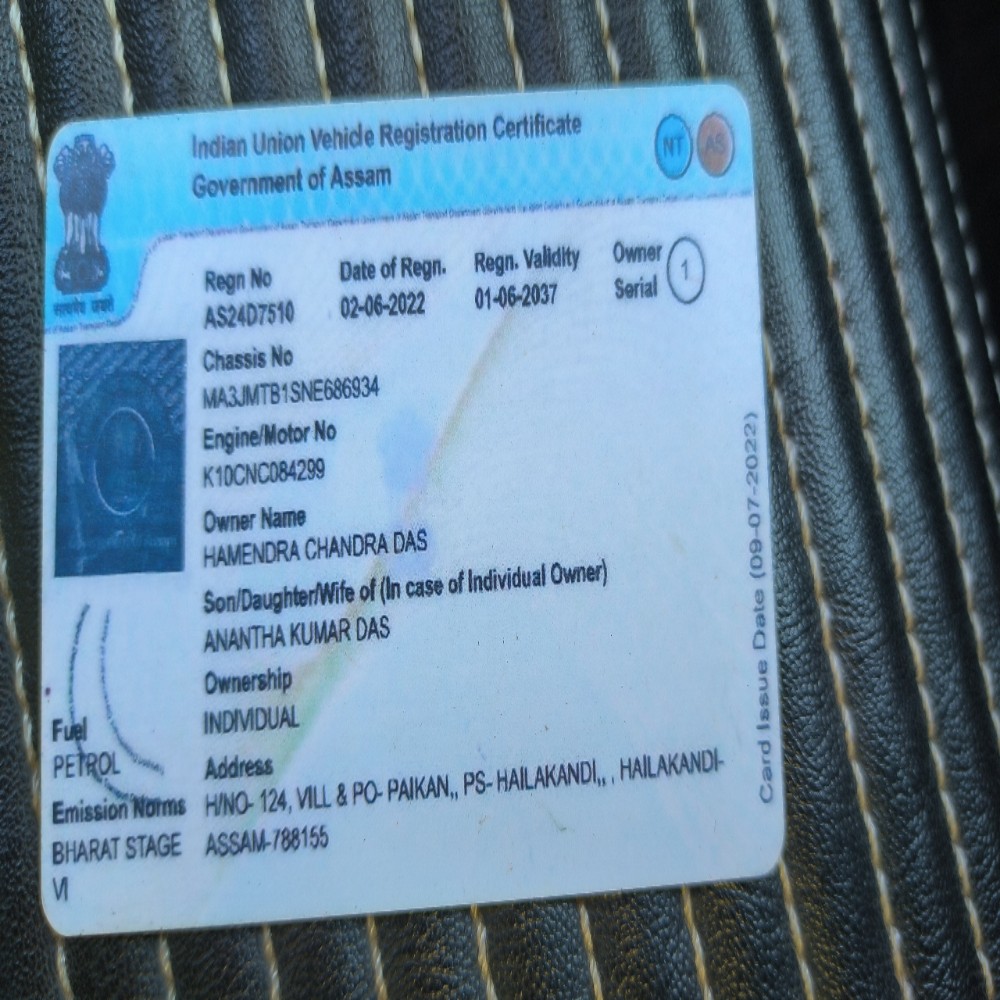 Indian Union Vehicle Registration Certificate
Government of Assam
NT
AS
सत्यमेव जयते
Regn No
AS24D7510
Date of Regn.
02-06-2022
Regn. Validity
01-06-2037
Owner
Serial
1
Chassis No
MA3JMTB1SNE686934
Engine/Motor No
K10CNC084299
Owner Name
HAMENDRA CHANDRA DAS
Son/Daughter/Wife of (In case of Individual Owner)
ANANTHA KUMAR DAS
Ownership
INDIVIDUAL
Address
H/NO- 124, VILL & PO- PAIKAN,, PS- HAILAKANDI,, , HAILAKANDI-
ASSAM-788155
Fuel
PETROL
Emission Norms
BHARAT STAGE
VI
Card Issue Date (09-07-2022)